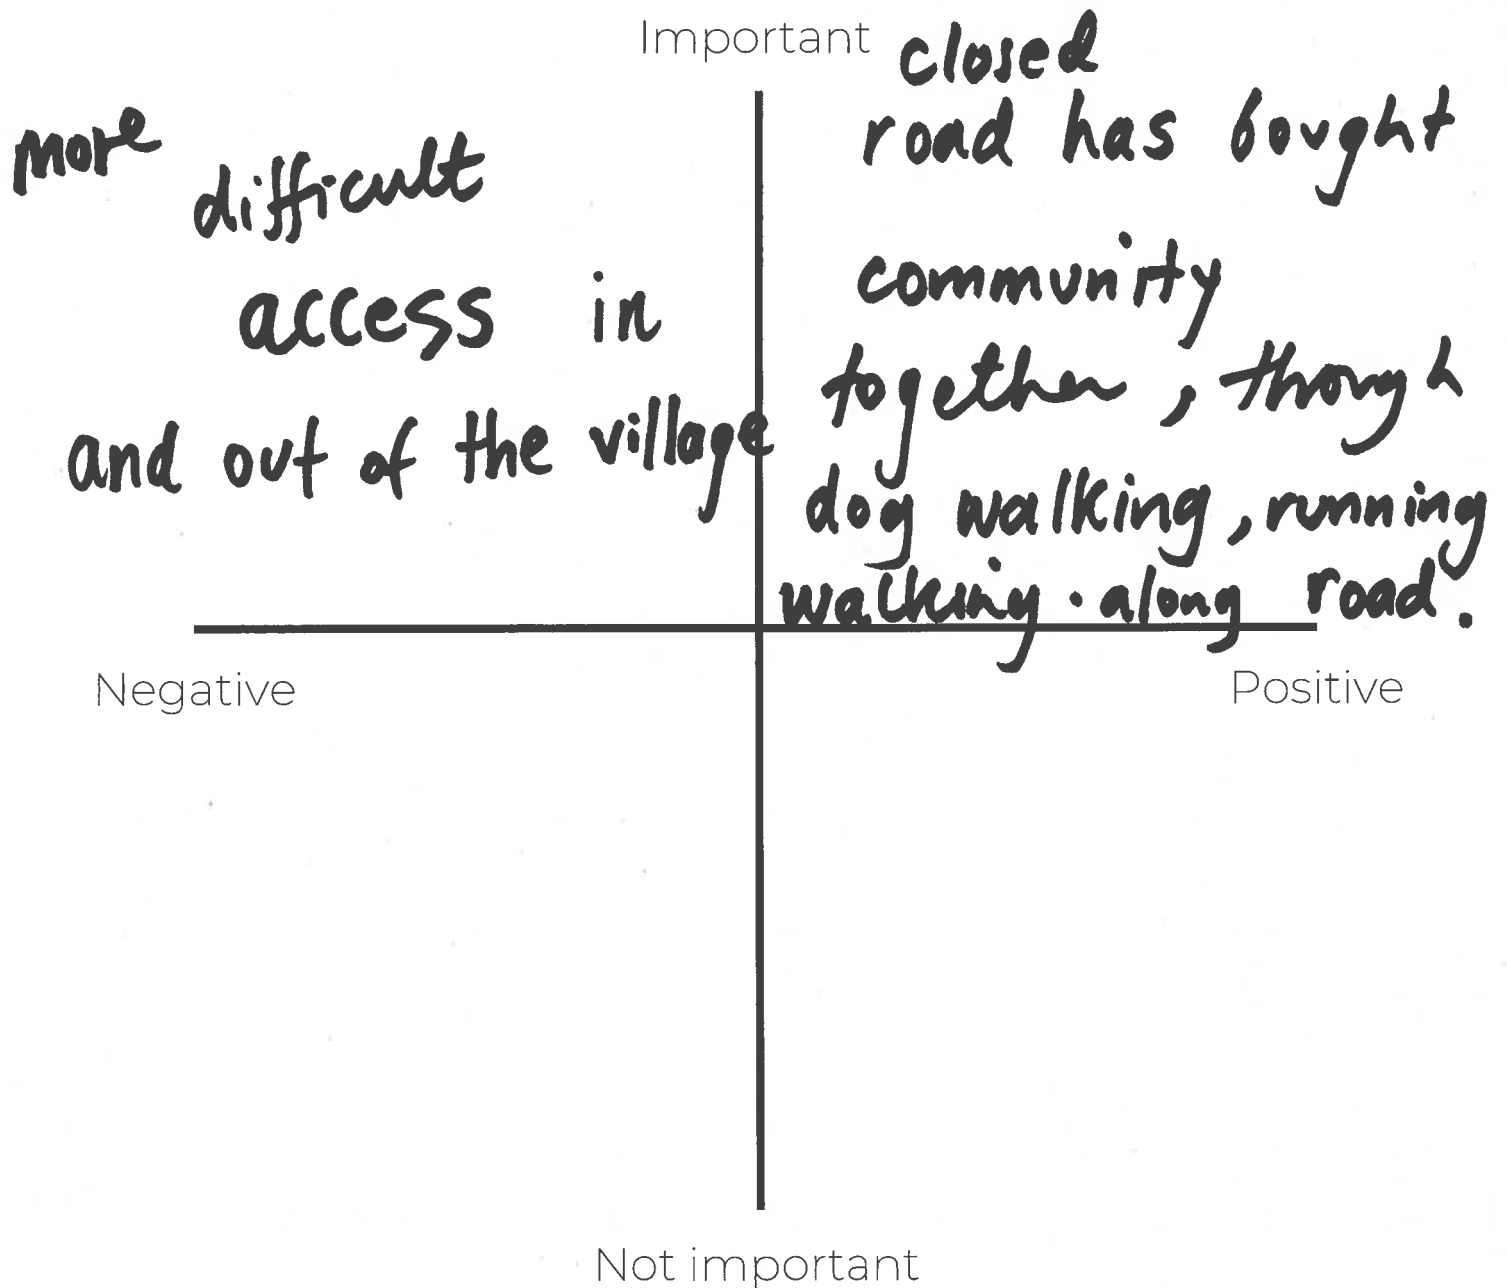 Important
more
difficult
access in
and out of the village
closed
road has bought
community
together, though
dog walking, running
walking. along road.
Negative
Positive
Not important